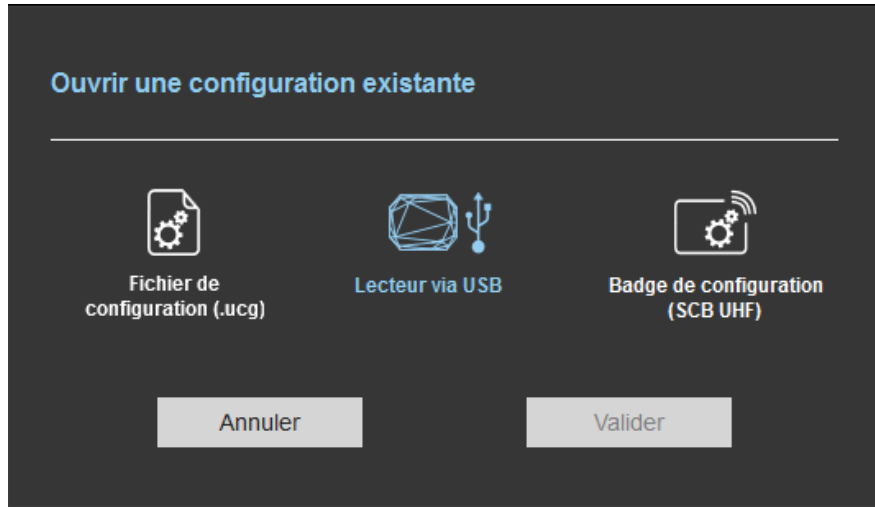 Ouvrir une configuration existante
Fichier de
configuration (.ucg)
Lecteur via USB
Badge de configuration
(SCB UHF)
Annuler
Valider